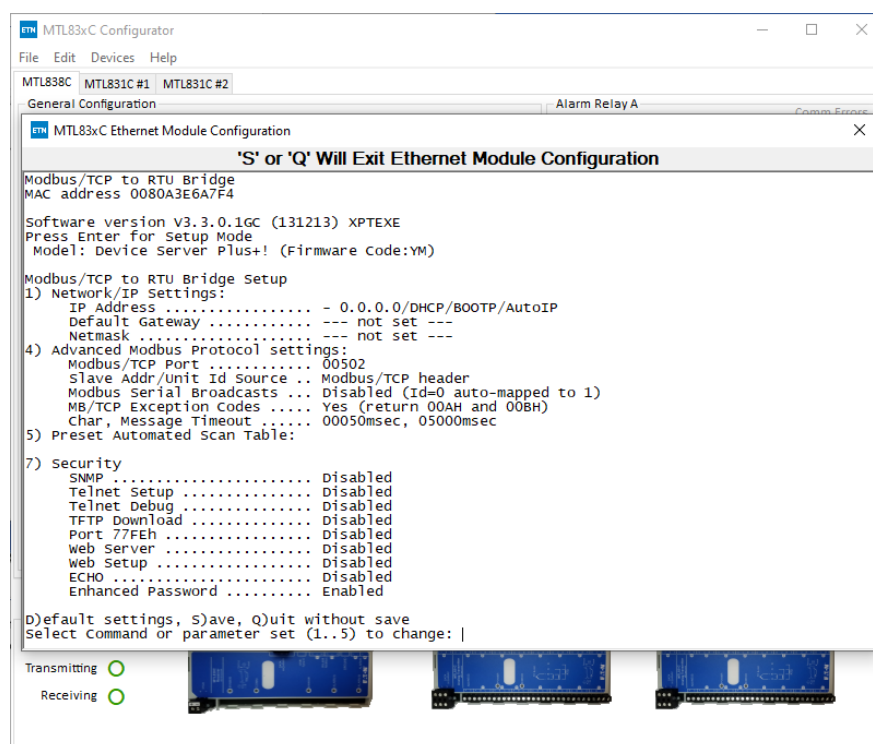 ETN MTL83xC Configurator
File Edit Devices Help
MTL838C MTL831C #1 MTL831C #2
General Configuration Alarm Relay A
Comm Errors
ETN MTL83xC Ethernet Module Configuration
'S' or 'Q' Will Exit Ethernet Module Configuration
Modbus/TCP to RTU Bridge
MAC address 0080A3E6A7F4
Software version V3.3.0.1GC (131213) XPTEXE
Press Enter for Setup Mode
Model: Device Server Plus+! (Firmware Code:YM)
Modbus/TCP to RTU Bridge Setup
1) Network/IP Settings:
IP Address ................. - 0.0.0.0/DHCP/BOOTP/AutoIP
Default Gateway ............ --- not set ---
Netmask .................... --- not set ---
4) Advanced Modbus Protocol settings:
Modbus/TCP Port ............ 00502
Slave Addr/Unit Id Source .. Modbus/TCP header
Modbus Serial Broadcasts ... Disabled (Id=0 auto-mapped to 1)
MB/TCP Exception Codes ..... Yes (return 00AH and 00BH)
Char, Message Timeout ...... 00050msec, 05000msec
5) Preset Automated Scan Table:
7) Security
SNMP ....................... Disabled
Telnet Setup ............... Disabled
Telnet Debug ............... Disabled
TFTP Download .............. Disabled
Port 77FEh ................. Disabled
Web Server ................. Disabled
Web Setup .................. Disabled
ECHO ....................... Disabled
Enhanced Password .......... Enabled
D)efault settings, S)ave, Q)uit without save
Select Command or parameter set (1..5) to change:
Transmitting
Receiving